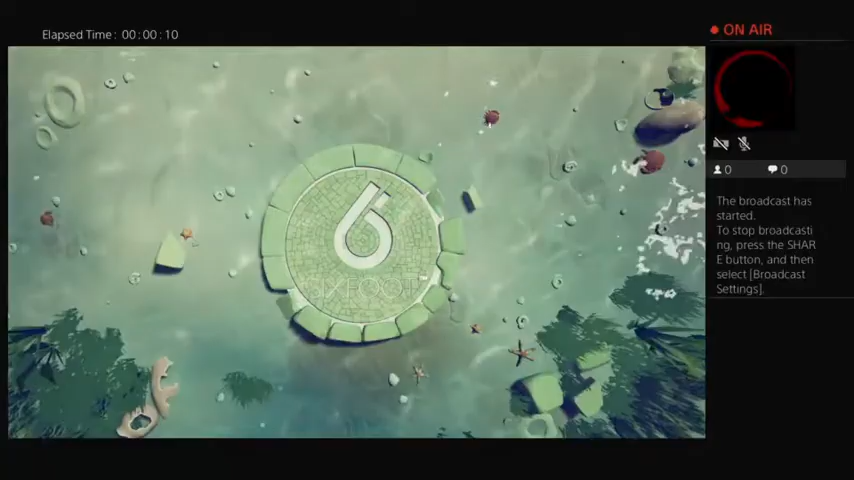 Elapsed Time : 00:00:10
ON AIR
6
SIXFOOT
0
0
The broadcast has
started.
To stop broadcasti
ng, press the SHAR
E button, and then
select [Broadcast
Settings].